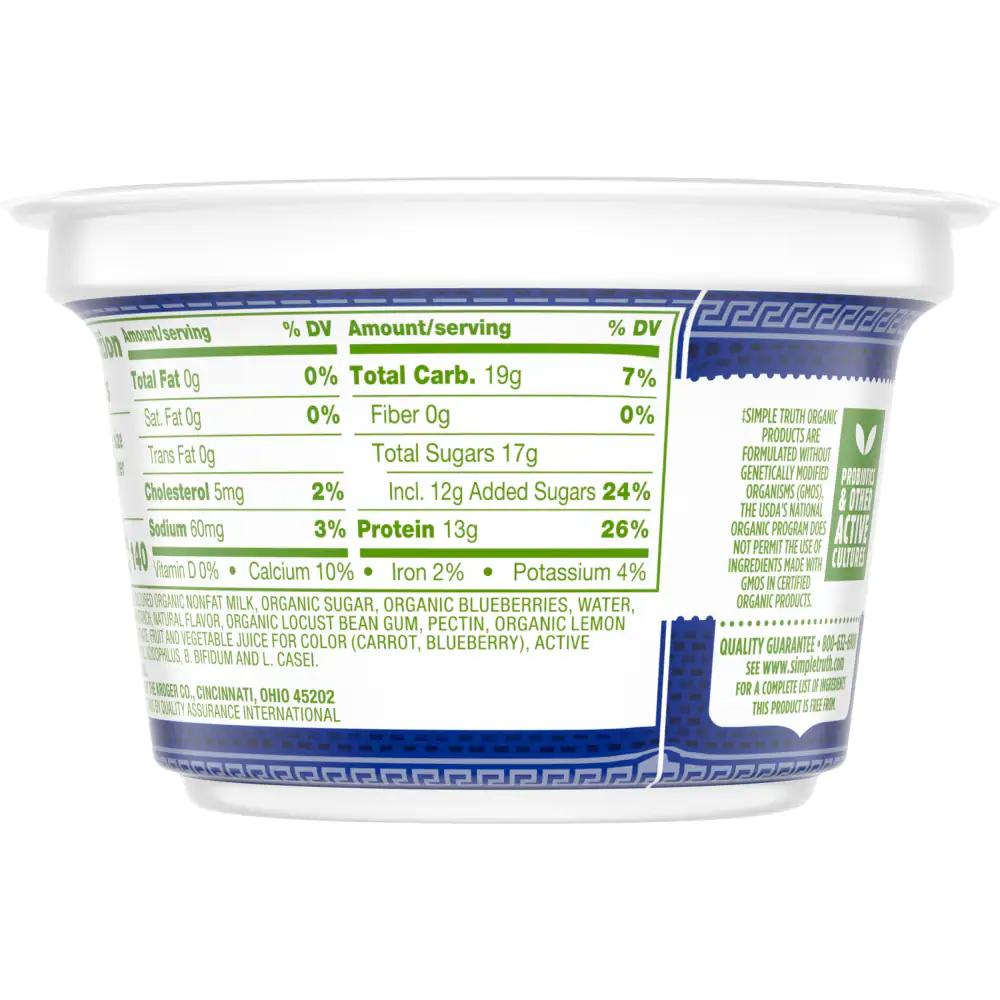 Amount/serving % DV Amount/serving % DV
Total Fat 0g 0% Total Carb. 19g 7%
Sat. Fat 0g 0% Fiber 0g 0%
Trans Fat 0g Total Sugars 17g
Cholesterol 5mg 2% Incl. 12g Added Sugars 24%
Sodium 60mg 3% Protein 13g 26%
140
Vitamin D 0% • Calcium 10% • Iron 2% • Potassium 4%
ORGANIC NONFAT MILK, ORGANIC SUGAR, ORGANIC BLUEBERRIES, WATER,
NATURAL FLAVOR, ORGANIC LOCUST BEAN GUM, PECTIN, ORGANIC LEMON
FRUIT AND VEGETABLE JUICE FOR COLOR (CARROT, BLUEBERRY), ACTIVE
B. BIFIDUM AND L. CASEI.
THE KROGER CO., CINCINNATI, OHIO 45202
BY QUALITY ASSURANCE INTERNATIONAL
‡SIMPLE TRUTH ORGANIC
PRODUCTS ARE
FORMULATED WITHOUT
GENETICALLY MODIFIED
ORGANISMS (GMOS).
THE USDA'S NATIONAL
ORGANIC PROGRAM DOES
NOT PERMIT THE USE OF
INGREDIENTS MADE WITH
GMOS IN CERTIFIED
ORGANIC PRODUCTS.
PROBIOTICS
& OTHER
ACTIVE
CULTURES
QUALITY GUARANTEE •
SEE www.simpletruth.com
FOR A COMPLETE LIST OF INGREDIENTS
THIS PRODUCT IS FREE FROM.